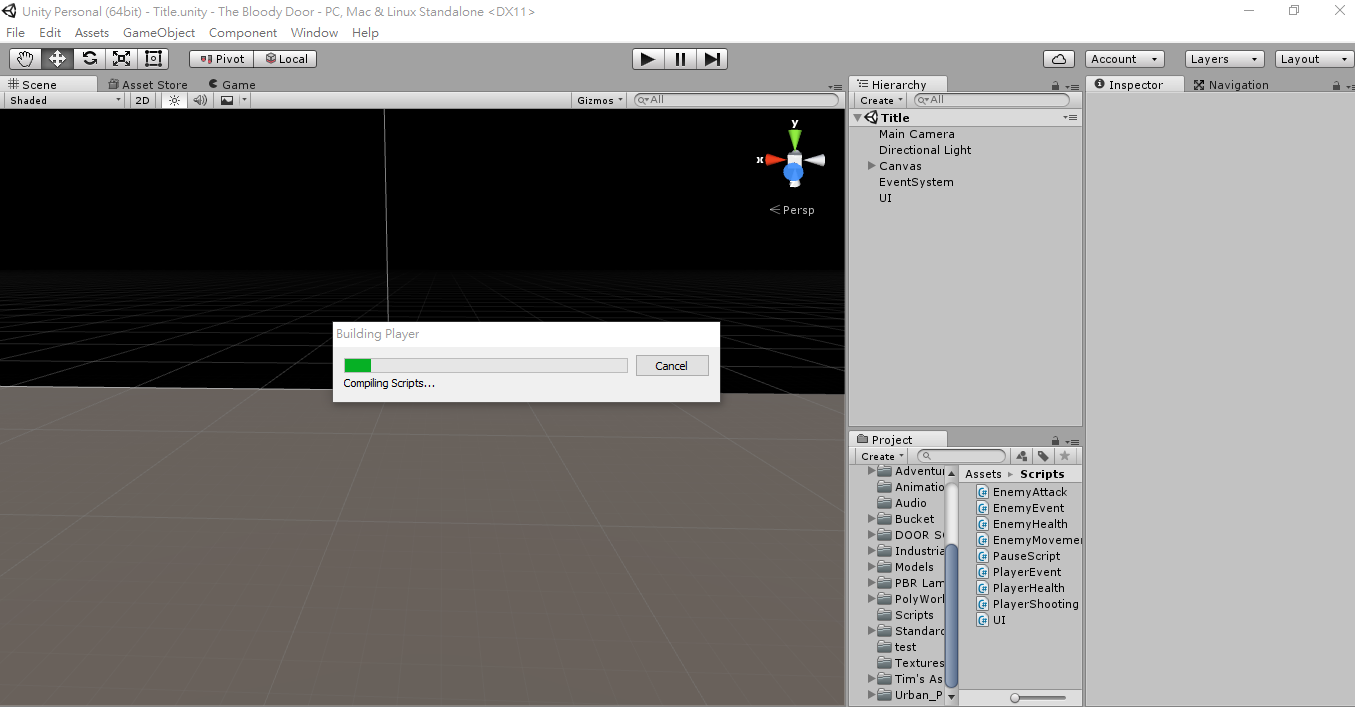 Unity Personal (64bit) - Title.unity - The Bloody Door - PC, Mac & Linux Standalone <DX11>
File Edit Assets GameObject Component Window Help
Pivot Local Account Layers Layout
Scene Asset Store Game
Shaded 2D Gizmos All
y
x
Persp
Building Player
Cancel
Compiling Scripts...
Hierarchy
Create All
Title
Main Camera
Directional Light
Canvas
EventSystem
UI
Project
Create
Adventu
Animatio
Audio
Bucket
DOOR S
Industria
Models
PBR Lam
PolyWorl
Scripts
Standard
test
Textures
Tim's As
Urban_P
Assets Scripts
EnemyAttack
EnemyEvent
EnemyHealth
EnemyMovemen
PauseScript
PlayerEvent
PlayerHealth
PlayerShooting
UI
Inspector Navigation